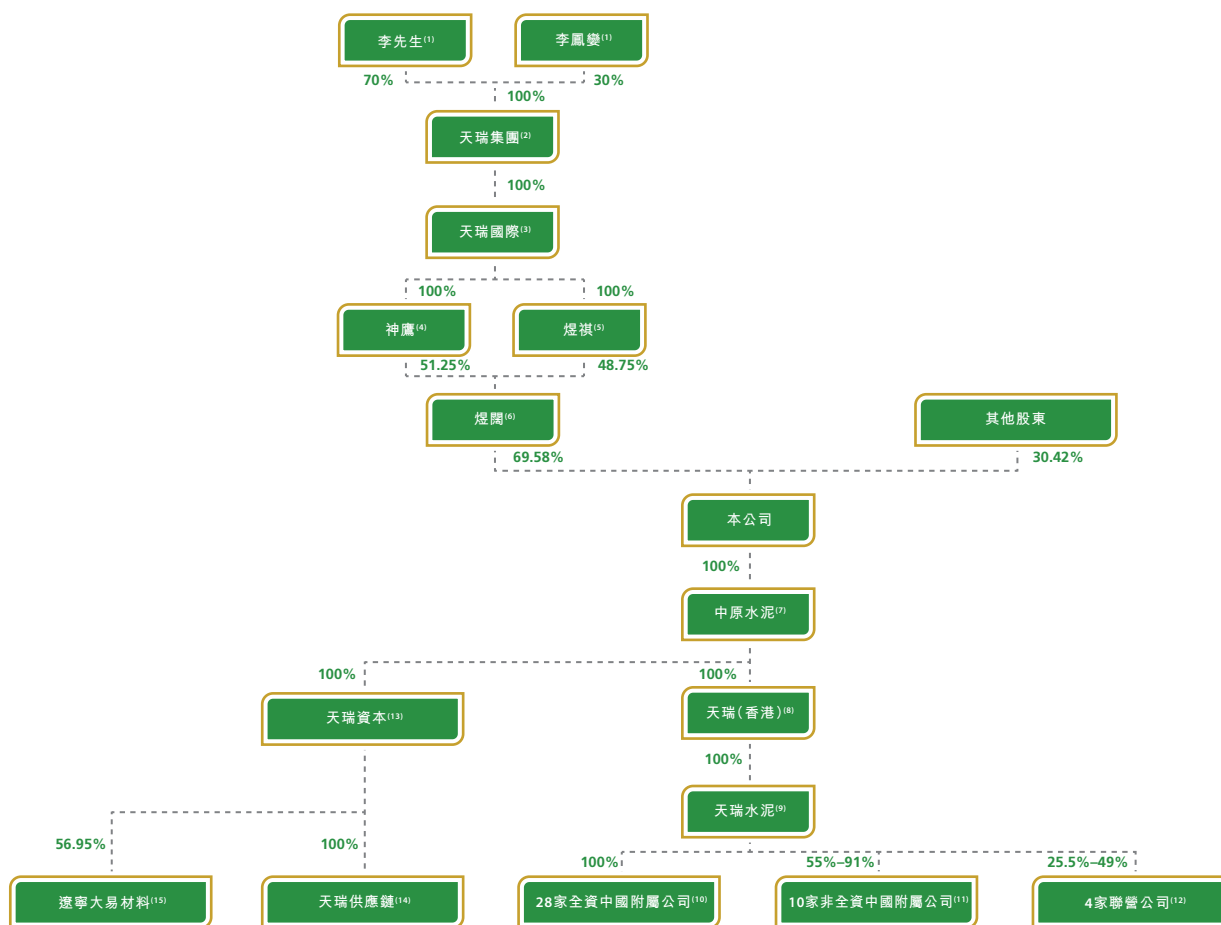 李先生(1)
李鳳孌(1)
70%
30%
100%
天瑞集團(2)
100%
天瑞國際(3)
100%
100%
神鷹(4)
煜祺(5)
51.25%
48.75%
煜闊(6)
其他股東
69.58%
30.42%
本公司
100%
中原水泥(7)
100%
100%
天瑞資本(13)
天瑞(香港)(8)
100%
天瑞水泥(9)
56.95%
100%
100%
55%–91%
25.5%–49%
遼寧大易材料(15)
天瑞供應鏈(14)
28家全資中國附屬公司(10)
10家非全資中國附屬公司(11)
4家聯營公司(12)